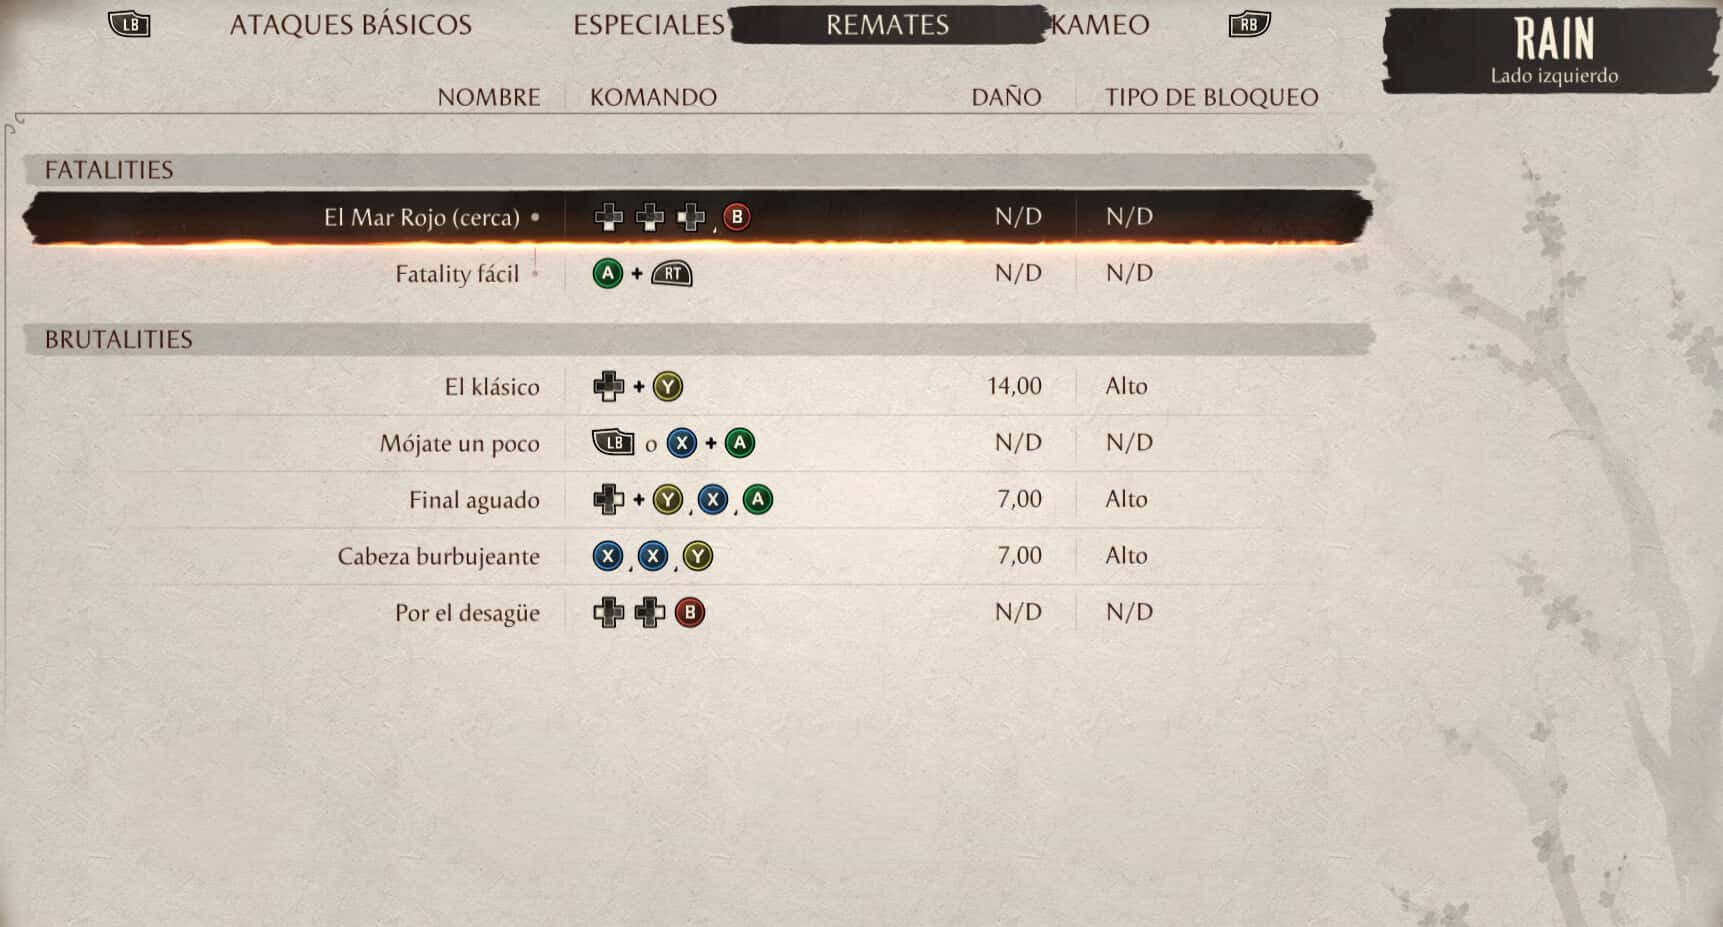 LB ATAQUES BÁSICOS ESPECIALES REMATES KAMEO RB
RAIN
Lado izquierdo
NOMBRE KOMANDO DAÑO TIPO DE BLOQUEO
FATALITIES
El Mar Rojo (cerca) , B N/D N/D
Fatality fácil A + RT N/D N/D
BRUTALITIES
El klásico + Y 14,00 Alto
Mójate un poco LB o X + A N/D N/D
Final aguado + Y , X , A 7,00 Alto
Cabeza burbujeante X , X , Y 7,00 Alto
Por el desagüe B N/D N/D